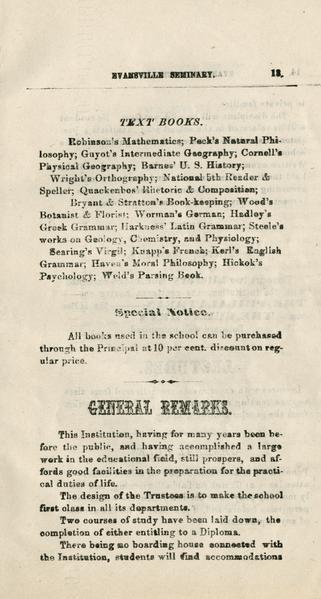 EVANSVILLE SEMINARY. 13.
TEXT BOOKS.
Robinson's Mathematics; Peck's Natural Phi-
losophy; Guyot's Intermediate Geography; Cornell's
Physical Geography; Barnes' U. S. History;
Wright's Orthography; National 5th Reader &
Speller; Quackenbos' Rhetoric & Composition;
Bryant & Stratton's Book-keeping; Wood's
Botanist & Florist; Worman's German; Hadley's
Greek Grammar; Harkness' Latin Grammar; Steele's
works on Geology, Chemistry, and Physiology;
Searing's Virgil; Knapp's French; Kerl's English
Grammar; Haven's Moral Philosophy; Hickok's
Psychology; Weld's Parsing Book.
Special Notice.
All books used in the school can be purchased
through the Principal at 10 per cent. discount on reg-
ular price.
GENERAL REMARKS.
This Institution, having for many years been be-
fore the public, and having accomplished a large
work in the educational field, still prospers, and af-
fords good facilities in the preparation for the practi-
cal duties of life.
The design of the Trustees is to make the school
first class in all its departments.
Two courses of study have been laid down, the
completion of either entitling to a Diploma.
There being no boarding house connected with
the Institution, students will find accommodations